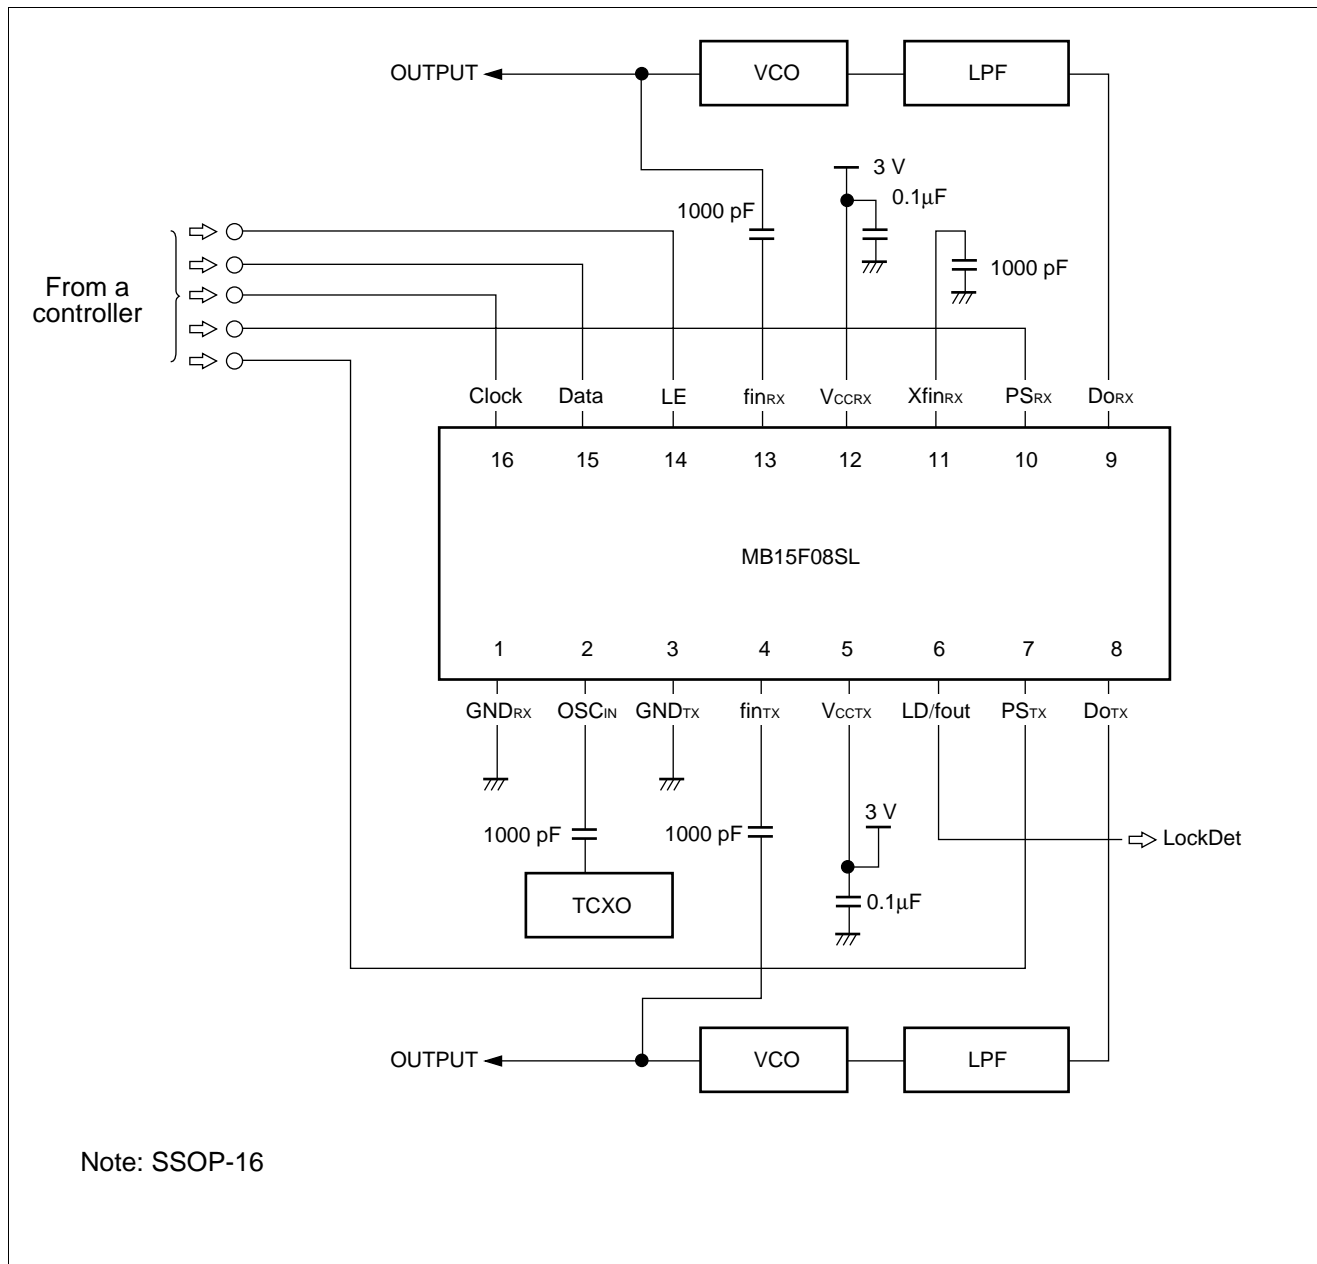 OUTPUT
VCO
LPF
3 V
0.1μF
1000 pF
1000 pF
From a
controller
Clock Data LE finRX VCCRX XfinRX PSRX DoRX
16 15 14 13 12 11 10 9
MB15F08SL
1 2 3 4 5 6 7 8
GNDRX OSCIN GNDTX finTX VCCTX LD/fout PSTX DoTX
1000 pF
1000 pF
3 V
LockDet
TCXO
0.1μF
OUTPUT
VCO
LPF
Note: SSOP-16